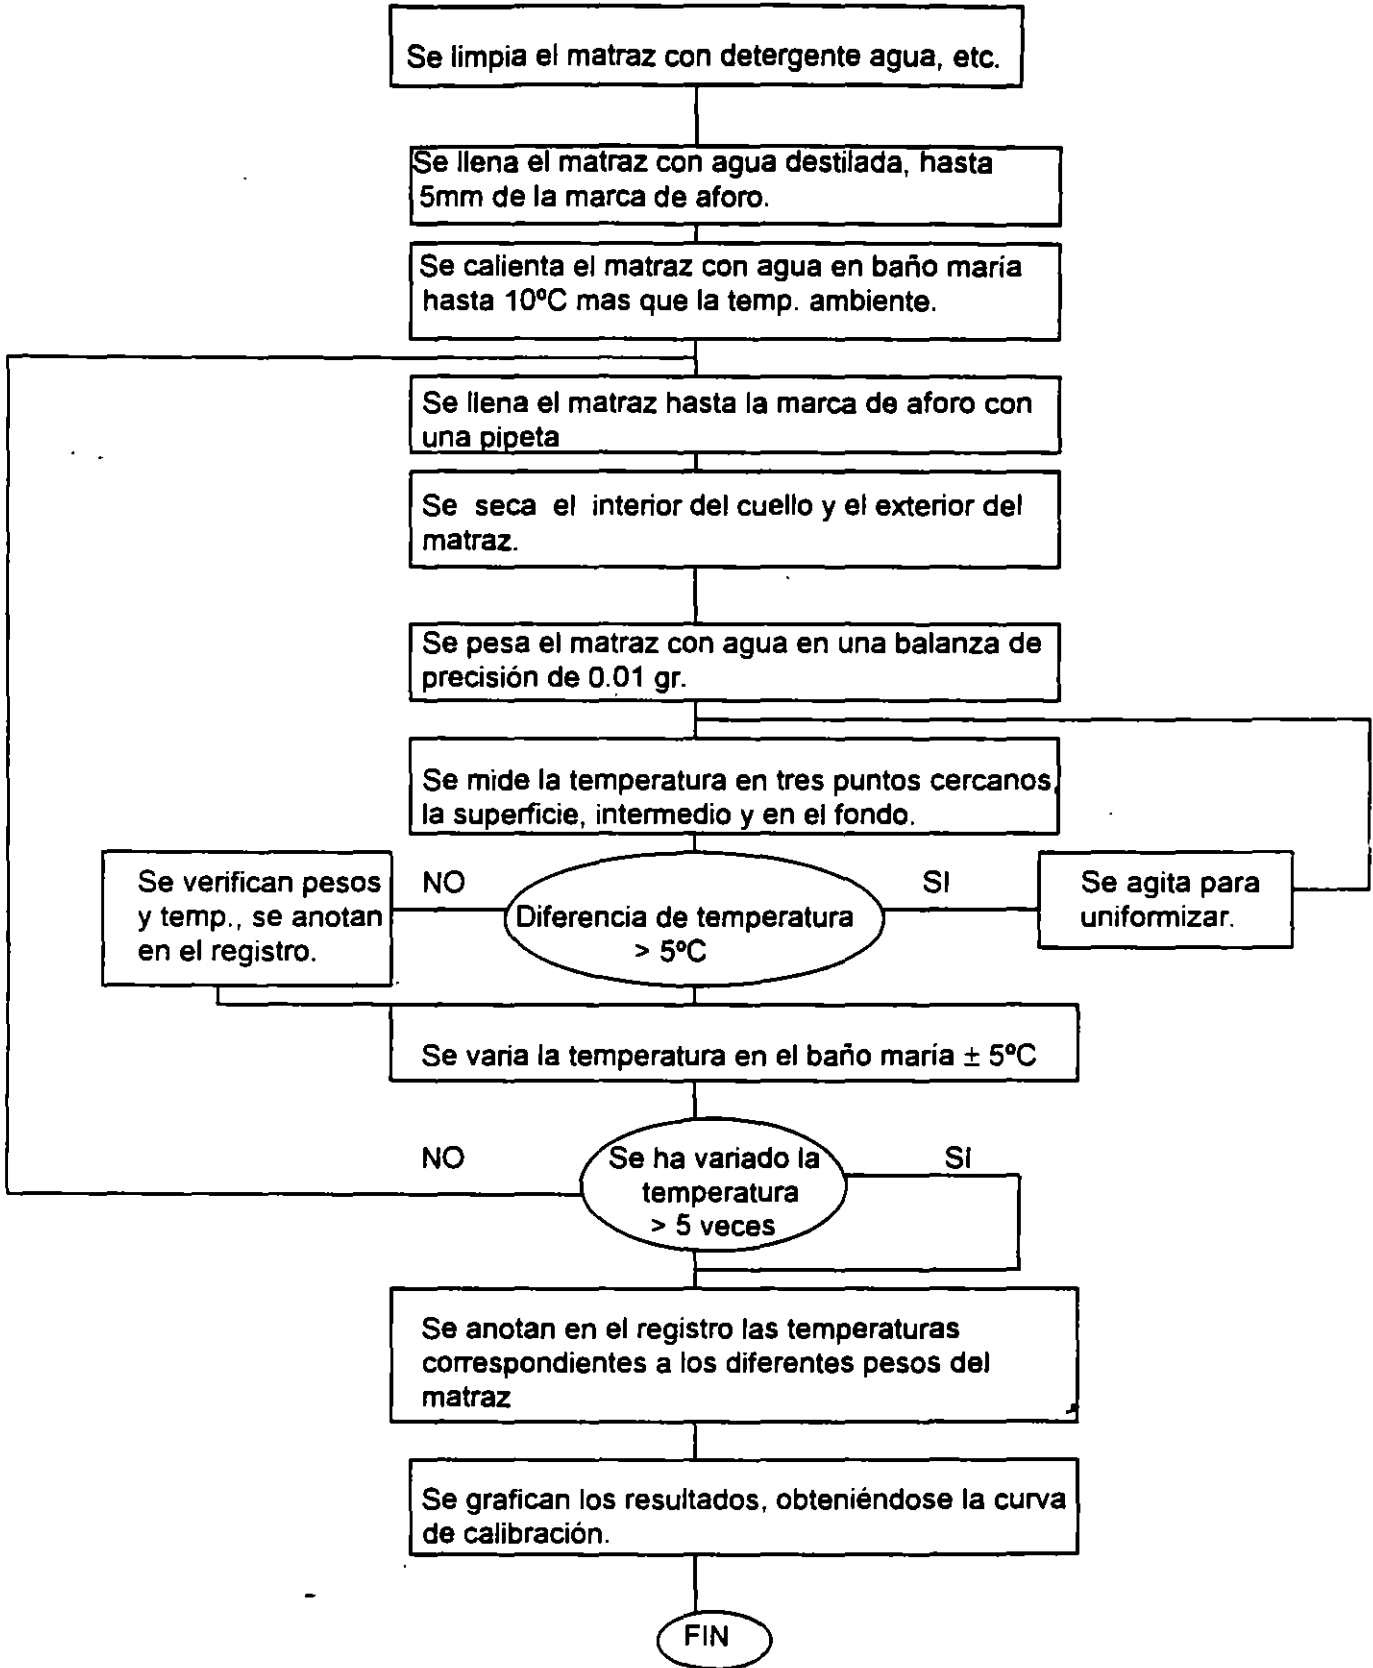 Se limpia el matraz con detergente agua, etc.
Se llena el matraz con agua destilada, hasta
5mm de la marca de aforo.
Se calienta el matraz con agua en baño maría
hasta 10ºC mas que la temp. ambiente.
Se llena el matraz hasta la marca de aforo con
una pipeta
Se seca el interior del cuello y el exterior del
matraz.
Se pesa el matraz con agua en una balanza de
precisión de 0.01 gr.
Se mide la temperatura en tres puntos cercanos,
la superficie, intermedio y en el fondo.
Se verifican pesos
y temp., se anotan
en el registro.
NO
Diferencia de temperatura
> 5ºC
SI
Se agita para
uniformizar.
Se varia la temperatura en el baño maría ± 5ºC
NO
Se ha variado la
temperatura
> 5 veces
SI
Se anotan en el registro las temperaturas
correspondientes a los diferentes pesos del
matraz
Se grafican los resultados, obteniéndose la curva
de calibración.
FIN